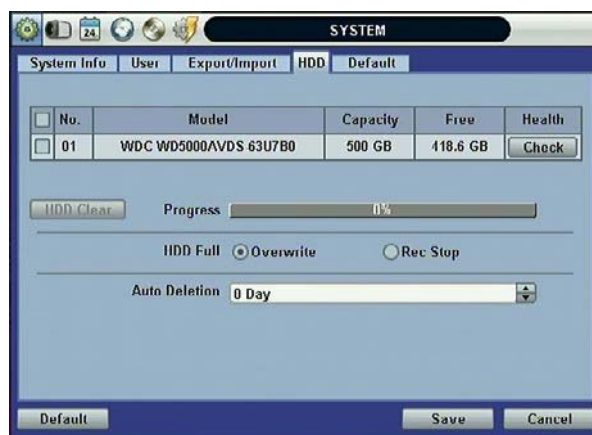 24
SYSTEM
System Info User Export/Import HDD Default
No. Model Capacity Free Health
01 WDC WD5000AVDS 63U7B0 500 GB 418.6 GB Check
HDD Clear Progress 0%
HDD Full Overwrite Rec Stop
Auto Deletion 0 Day
Default Save Cancel